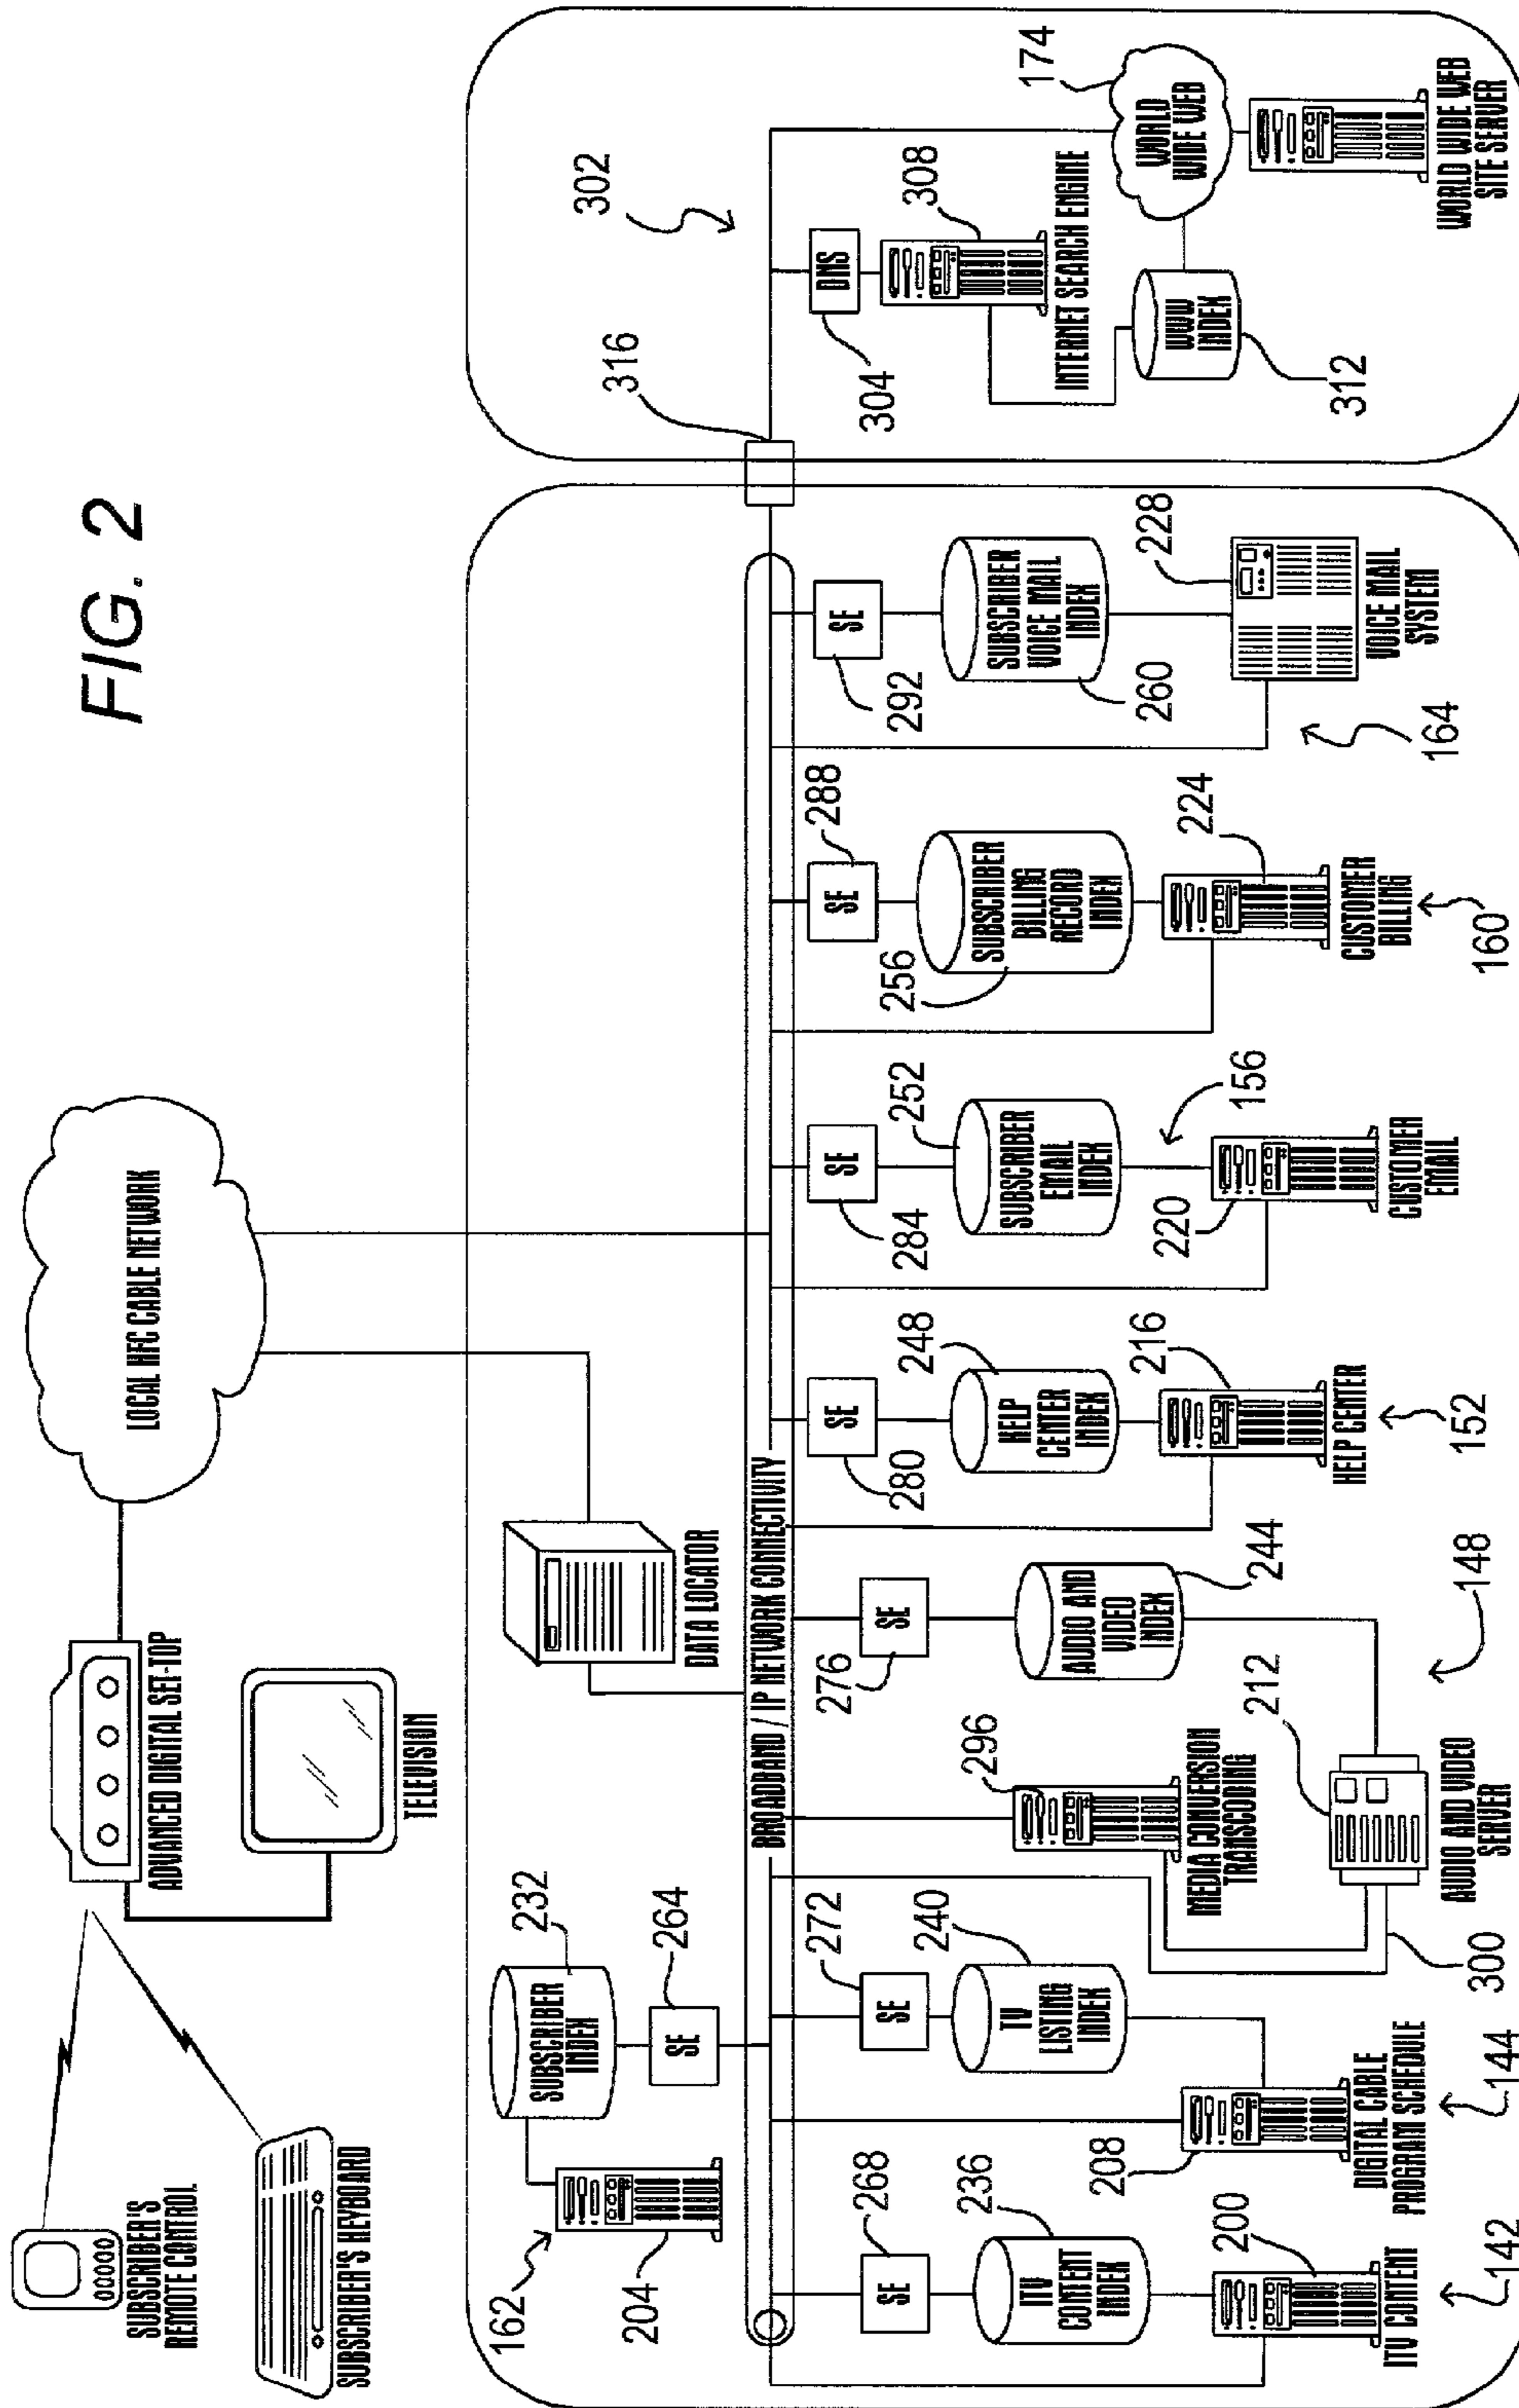 FIG. 2
SUBSCRIBER'S
REMOTE CONTROL
SUBSCRIBER'S KEYBOARD
ADVANCED DIGITAL SET-TOP
TELEVISION
LOCAL HFC CABLE NETWORK
162
204
SUBSCRIBER
INDEX
232
SE
264
DATA LOCATOR
BROADBAND / IP NETWORK CONNECTIVITY
316
302
SE
268
ITV
CONTENT
INDEX
236
200
ITV CONTENT
142
SE
272
TV
LISTING
INDEX
240
208
DIGITAL CABLE
PROGRAM SCHEDULE
144
296
MEDIA CONVERSION
TRANSCODING
SE
276
AUDIO AND
VIDEO
INDEX
244
212
AUDIO AND VIDEO
SERVER
300
148
SE
280
HELP
CENTER
INDEX
248
216
HELP CENTER
152
SE
284
SUBSCRIBER
EMAIL
INDEX
252
220
156
CUSTOMER
EMAIL
SE
288
SUBSCRIBER
BILLING
RECORD
INDEX
256
224
CUSTOMER
BILLING
160
SE
292
SUBSCRIBER
VOICE MAIL
INDEX
260
228
VOICE MAIL
SYSTEM
164
DNS
304
308
INTERNET SEARCH ENGINE
WWW
INDEX
312
WORLD
WIDE WEB
174
WORLD WIDE WEB
SITE SERVER